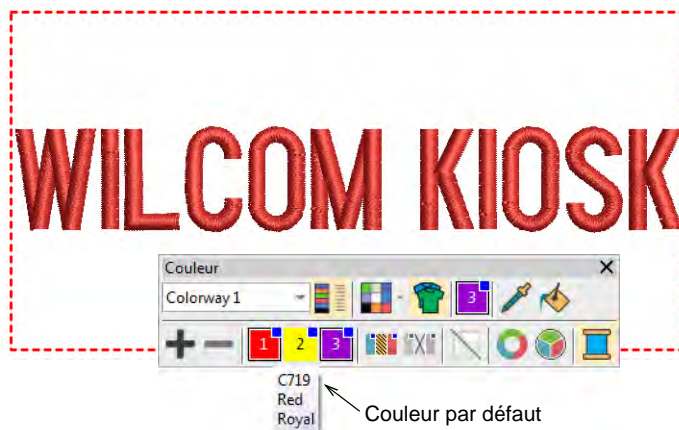 WILCOM KIOSK
Couleur
Colorway 1
3
1 2 3
C719
Red
Royal
Couleur par défaut